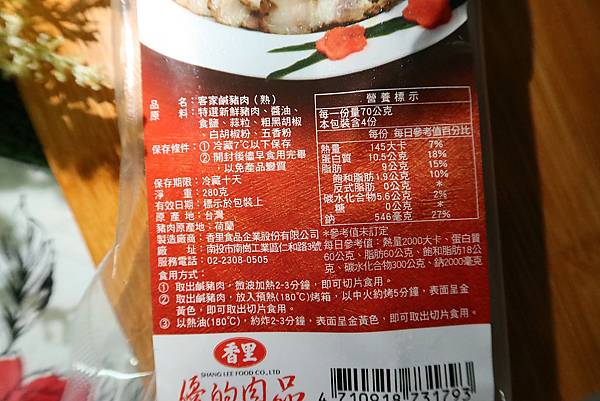 品　　名：客家鹹豬肉（熟）
原　　料：特選新鮮豬肉、醬油、
食鹽、蒜粒、粗黑胡椒
、白胡椒粉、五香粉
保存條件：① 冷藏7℃以下保存
② 開封後儘早食用完畢
，以免產品變質
保存期限：冷藏十天
淨　　重：280克
有效日期：標示於包裝上
原 產 地：台灣
豬肉原產地：荷蘭
製造廠商：香里食品企業股份有限公司
廠　　址：南投市南崗工業區仁和路3號
服務電話：02-2308-0505
營養標示
每一份量70公克
本包裝含4份
每份　每日參考值百分比
熱量　145大卡　7%
蛋白質　10.5公克　18%
脂肪　9公克　15%
飽和脂肪　1.9公克　10%
反式脂肪　0公克　*
碳水化合物　5.6公克　2%
糖　0公克　*
鈉　546毫克　27%
*參考值未訂定
每日參考值：熱量2000大卡、蛋白質
60公克、脂肪60公克、飽和脂肪18公
克、碳水化合物300公克、鈉2000毫克
食用方式：
① 取出鹹豬肉，微波加熱2-3分鐘，即可切片食用。
② 取出鹹豬肉，放入預熱(180℃)烤箱，以中火約烤5分鐘，表面呈金
黃色，即可取出切片食用。
③ 以熱油(180℃)，約炸2-3分鐘，表面呈金黃色，即可取出切片食用。
香里
SHANG LEE FOOD CO.,LTD
優的肉品
4 710918 731793